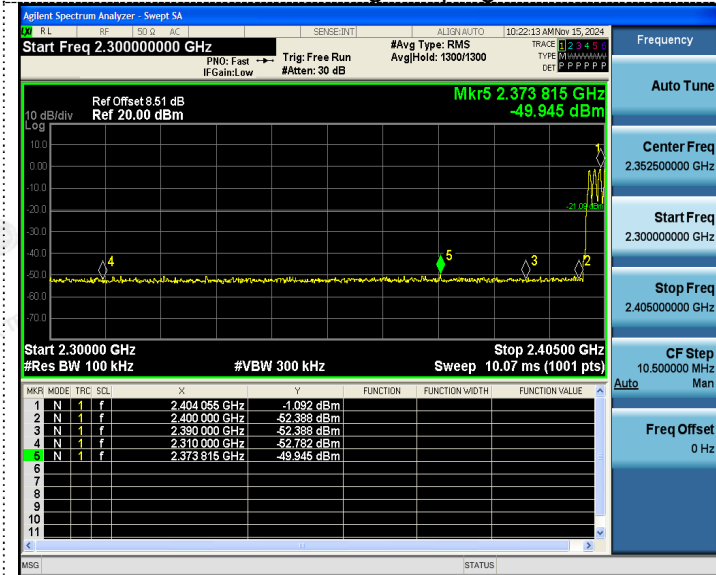 Agilent Spectrum Analyzer - Swept SA
LXI RL RF 50 Ω AC SENSE:INT ALIGN AUTO 10:22:13 AM Nov 15, 2024
Start Freq 2.300000000 GHz
PNO: Fast
IFGain:Low
Trig: Free Run
#Atten: 30 dB
#Avg Type: RMS
Avg|Hold: 1300/1300
TRACE 1 2 3 4 5 6
TYPE M
DET P P P P P P
Frequency
Auto Tune
Center Freq
2.352500000 GHz
Start Freq
2.300000000 GHz
Stop Freq
2.405000000 GHz
CF Step
10.500000 MHz
Auto Man
Freq Offset
0 Hz
Ref Offset 8.51 dB
10 dB/div Ref 20.00 dBm
Log
Mkr5 2.373 815 GHz
-49.945 dBm
10.0
0.00
-10.0
-20.0
-30.0
-40.0
-50.0
-60.0
-70.0
1
-21.09 dBm
4
5
3
2
Start 2.30000 GHz Stop 2.40500 GHz
#Res BW 100 kHz #VBW 300 kHz Sweep 10.07 ms (1001 pts)
MKR MODE TRC SCL X Y FUNCTION FUNCTION WIDTH FUNCTION VALUE
1 N 1 f 2.404 055 GHz -1.092 dBm
2 N 1 f 2.400 000 GHz -52.388 dBm
3 N 1 f 2.390 000 GHz -52.388 dBm
4 N 1 f 2.310 000 GHz -52.782 dBm
5 N 1 f 2.373 815 GHz -49.945 dBm
6
7
8
9
10
11
MSG STATUS